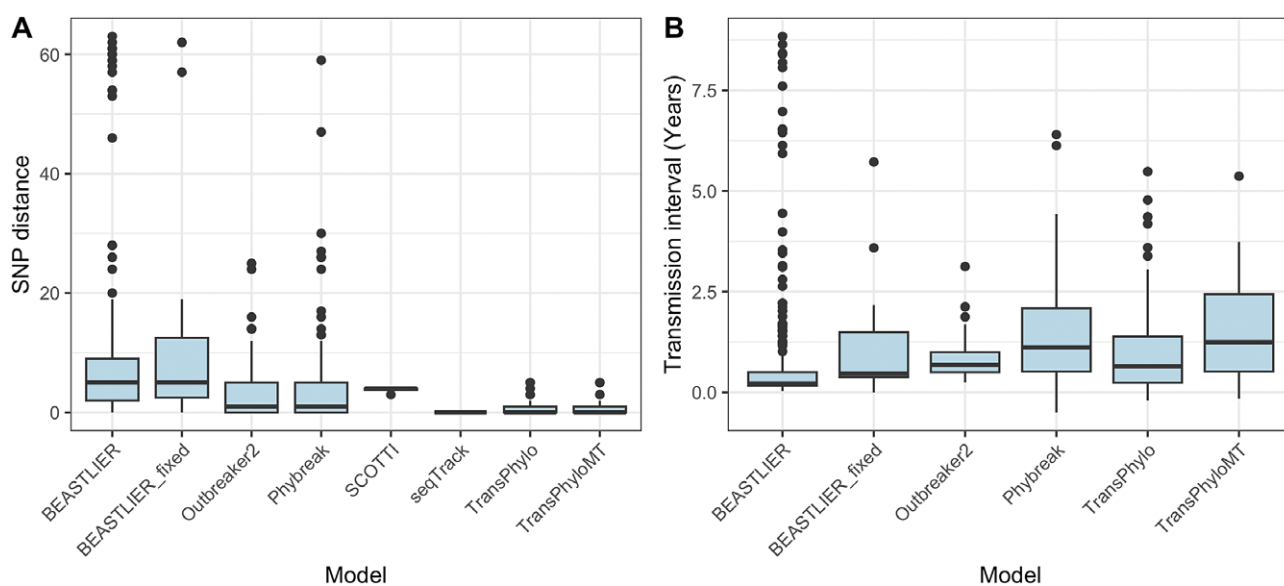 A
SNP distance
60
40
20
0
BEASTLIER
BEASTLIER_fixed
Outbreaker2
Phybreak
SCOTTI
seqTrack
TransPhylo
TransPhyloMT
Model
B
Transmission interval (Years)
7.5
5.0
2.5
0.0
BEASTLIER
BEASTLIER_fixed
Outbreaker2
Phybreak
TransPhylo
TransPhyloMT
Model